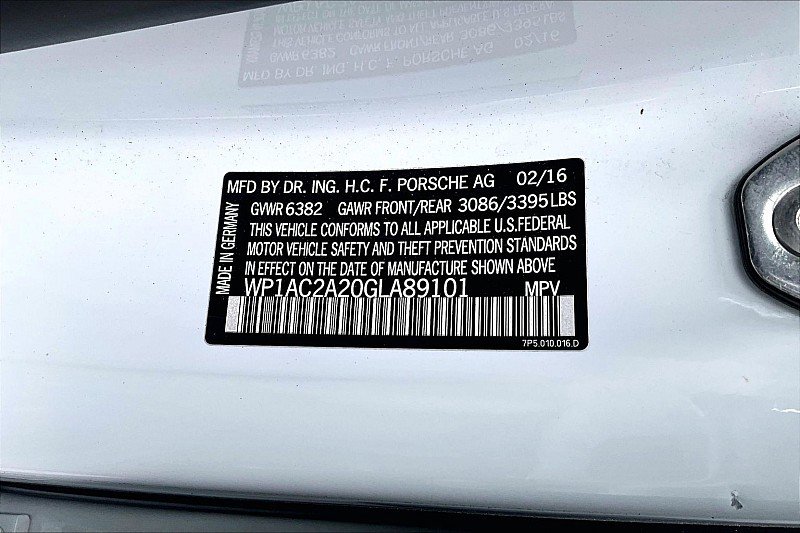 MFD BY DR. ING. H.C. F. PORSCHE AG 02/16
MADE IN GERMANY
GVWR 6382 GAWR FRONT/REAR 3086/3395 LBS
THIS VEHICLE CONFORMS TO ALL APPLICABLE U.S. FEDERAL
MOTOR VEHICLE SAFETY AND THEFT PREVENTION STANDARDS
IN EFFECT ON THE DATE OF MANUFACTURE SHOWN ABOVE
WP1AC2A20GLA89101 MPV
7P5.010.016.D